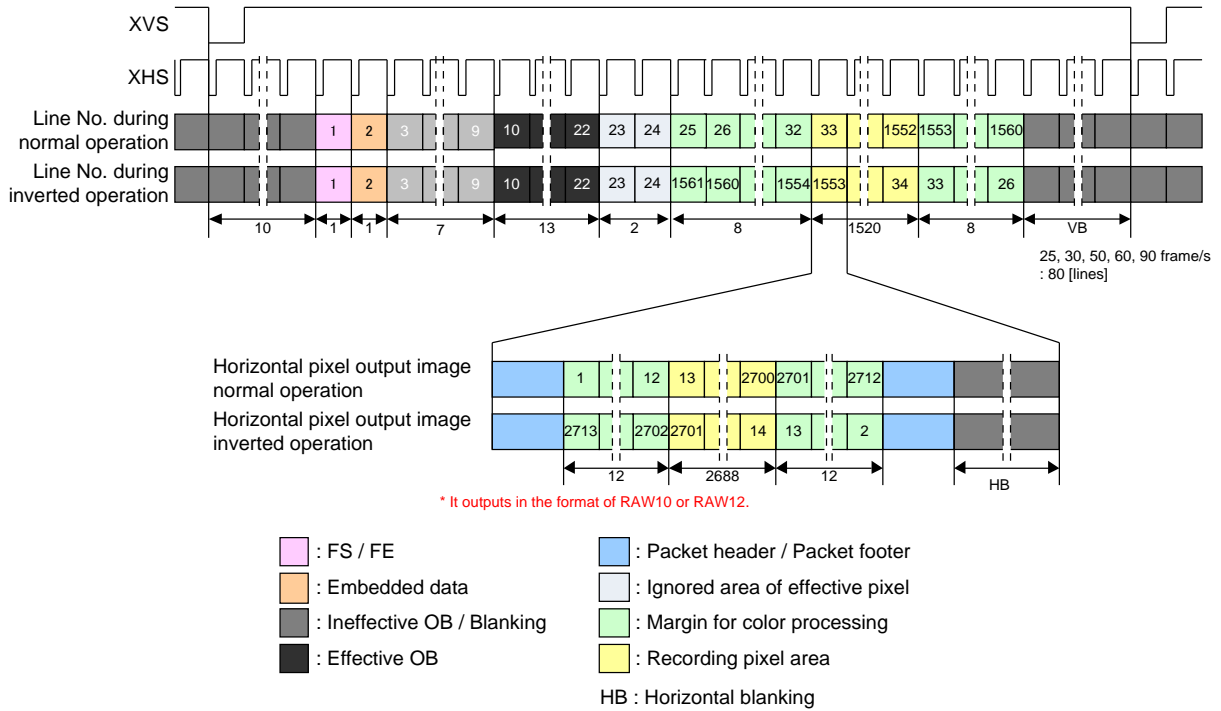 XVS
XHS
Line No. during
normal operation
1 2 3 9 10 22 23 24 25 26 32 33 1552 1553 1560
Line No. during
inverted operation
1 2 3 9 10 22 23 24 1561 1560 1554 1553 34 33 26
10 1 1 7 13 2 8 1520 8 VB
25, 30, 50, 60, 90 frame/s
: 80 [lines]
Horizontal pixel output image
normal operation
1 12 13 2700 2701 2712
Horizontal pixel output image
inverted operation
2713 2702 2701 14 13 2
12 2688 12 HB
* It outputs in the format of RAW10 or RAW12.
: FS / FE
: Embedded data
: Ineffective OB / Blanking
: Effective OB
: Packet header / Packet footer
: Ignored area of effective pixel
: Margin for color processing
: Recording pixel area
HB : Horizontal blanking